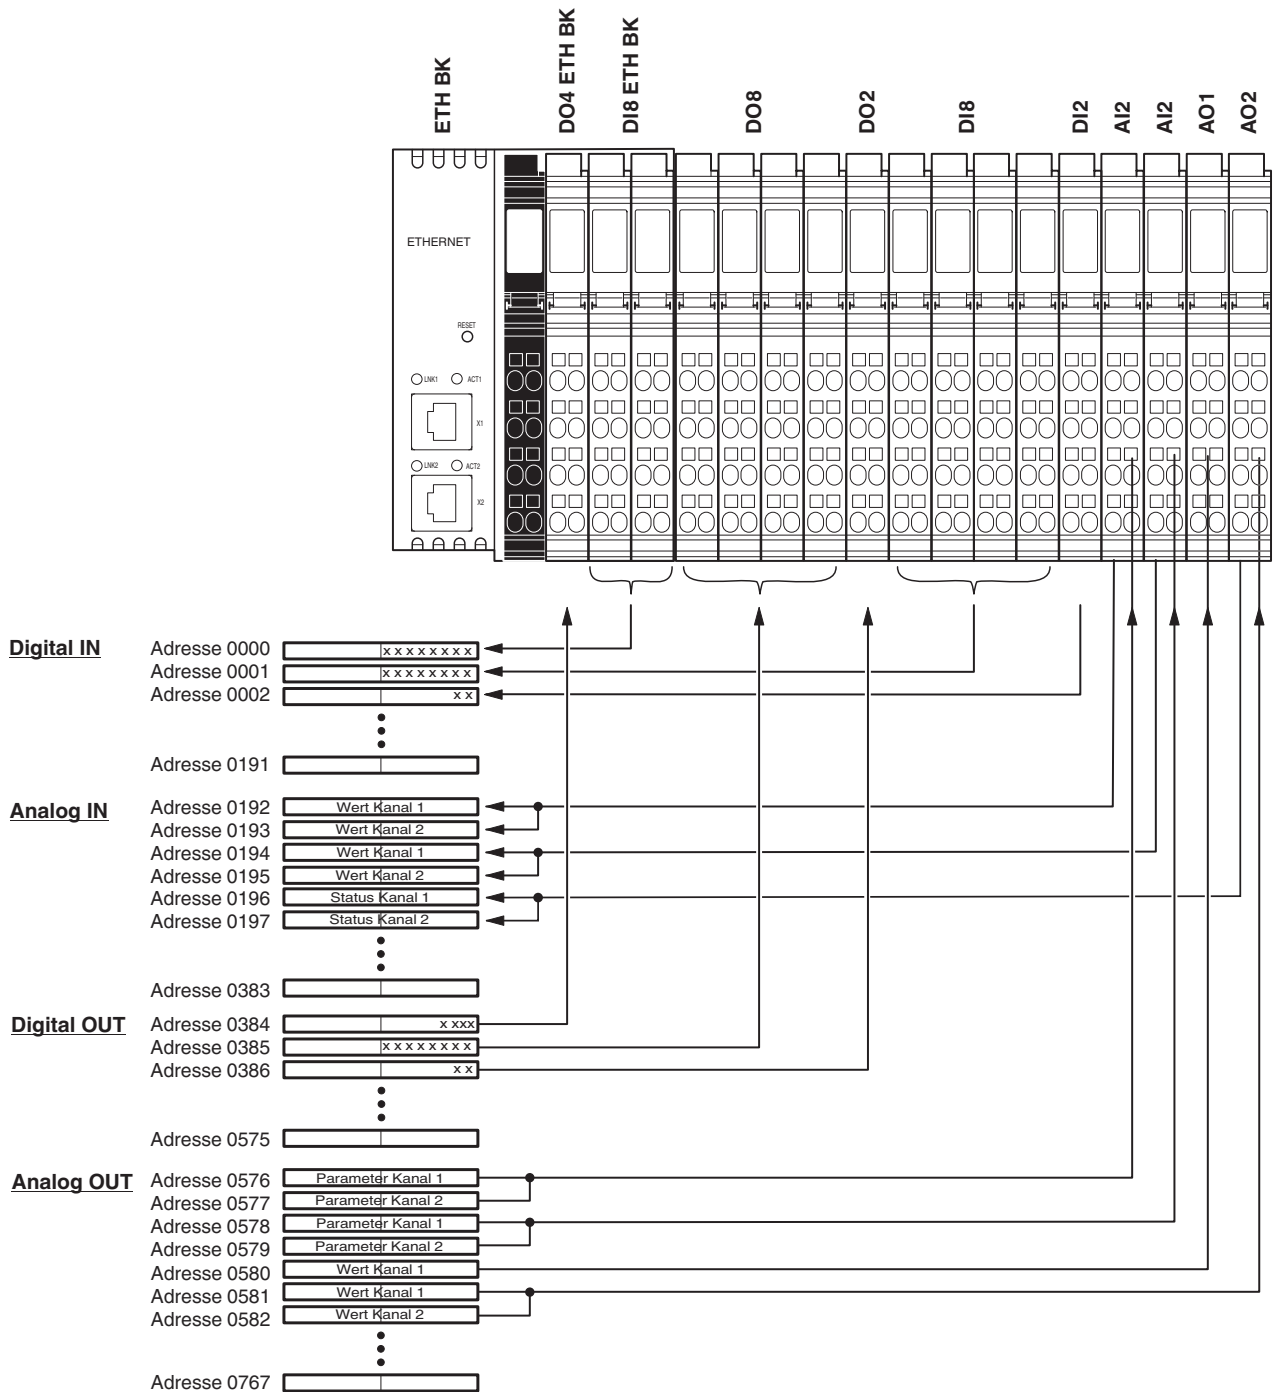 ETH BK
DO4 ETH BK
DI8 ETH BK
DO8
DO2
DI8
DI2
AI2
AI2
AO1
AO2
ETHERNET
RESET
LNK1 ACT1
X1
LNK2 ACT2
X2
Digital IN
Adresse 0000 x x x x x x x x
Adresse 0001 x x x x x x x x
Adresse 0002 x x
Adresse 0191
Analog IN
Adresse 0192 Wert Kanal 1
Adresse 0193 Wert Kanal 2
Adresse 0194 Wert Kanal 1
Adresse 0195 Wert Kanal 2
Adresse 0196 Status Kanal 1
Adresse 0197 Status Kanal 2
Adresse 0383
Digital OUT
Adresse 0384 x xxx
Adresse 0385 x x x x x x x x
Adresse 0386 x x
Adresse 0575
Analog OUT
Adresse 0576 Parameter Kanal 1
Adresse 0577 Parameter Kanal 2
Adresse 0578 Parameter Kanal 1
Adresse 0579 Parameter Kanal 2
Adresse 0580 Wert Kanal 1
Adresse 0581 Wert Kanal 1
Adresse 0582 Wert Kanal 2
Adresse 0767